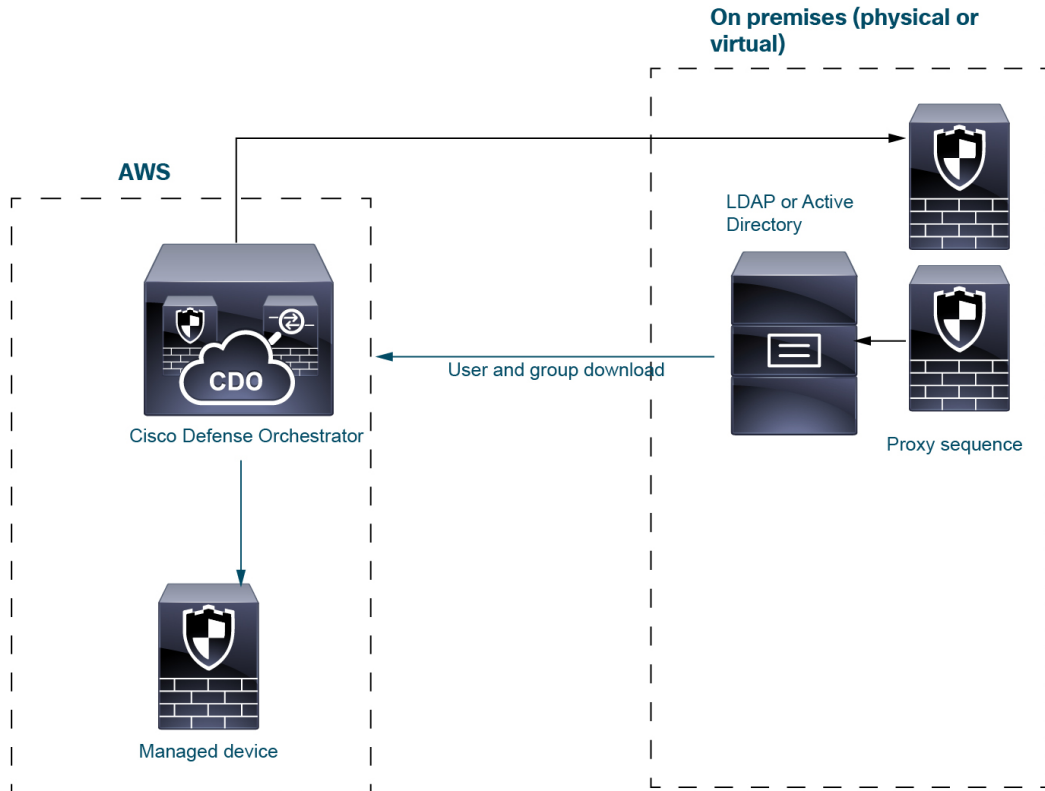 On premises (physical or
virtual)
AWS
LDAP or Active
Directory
CDO
User and group download
Cisco Defense Orchestrator
Proxy sequence
Managed device